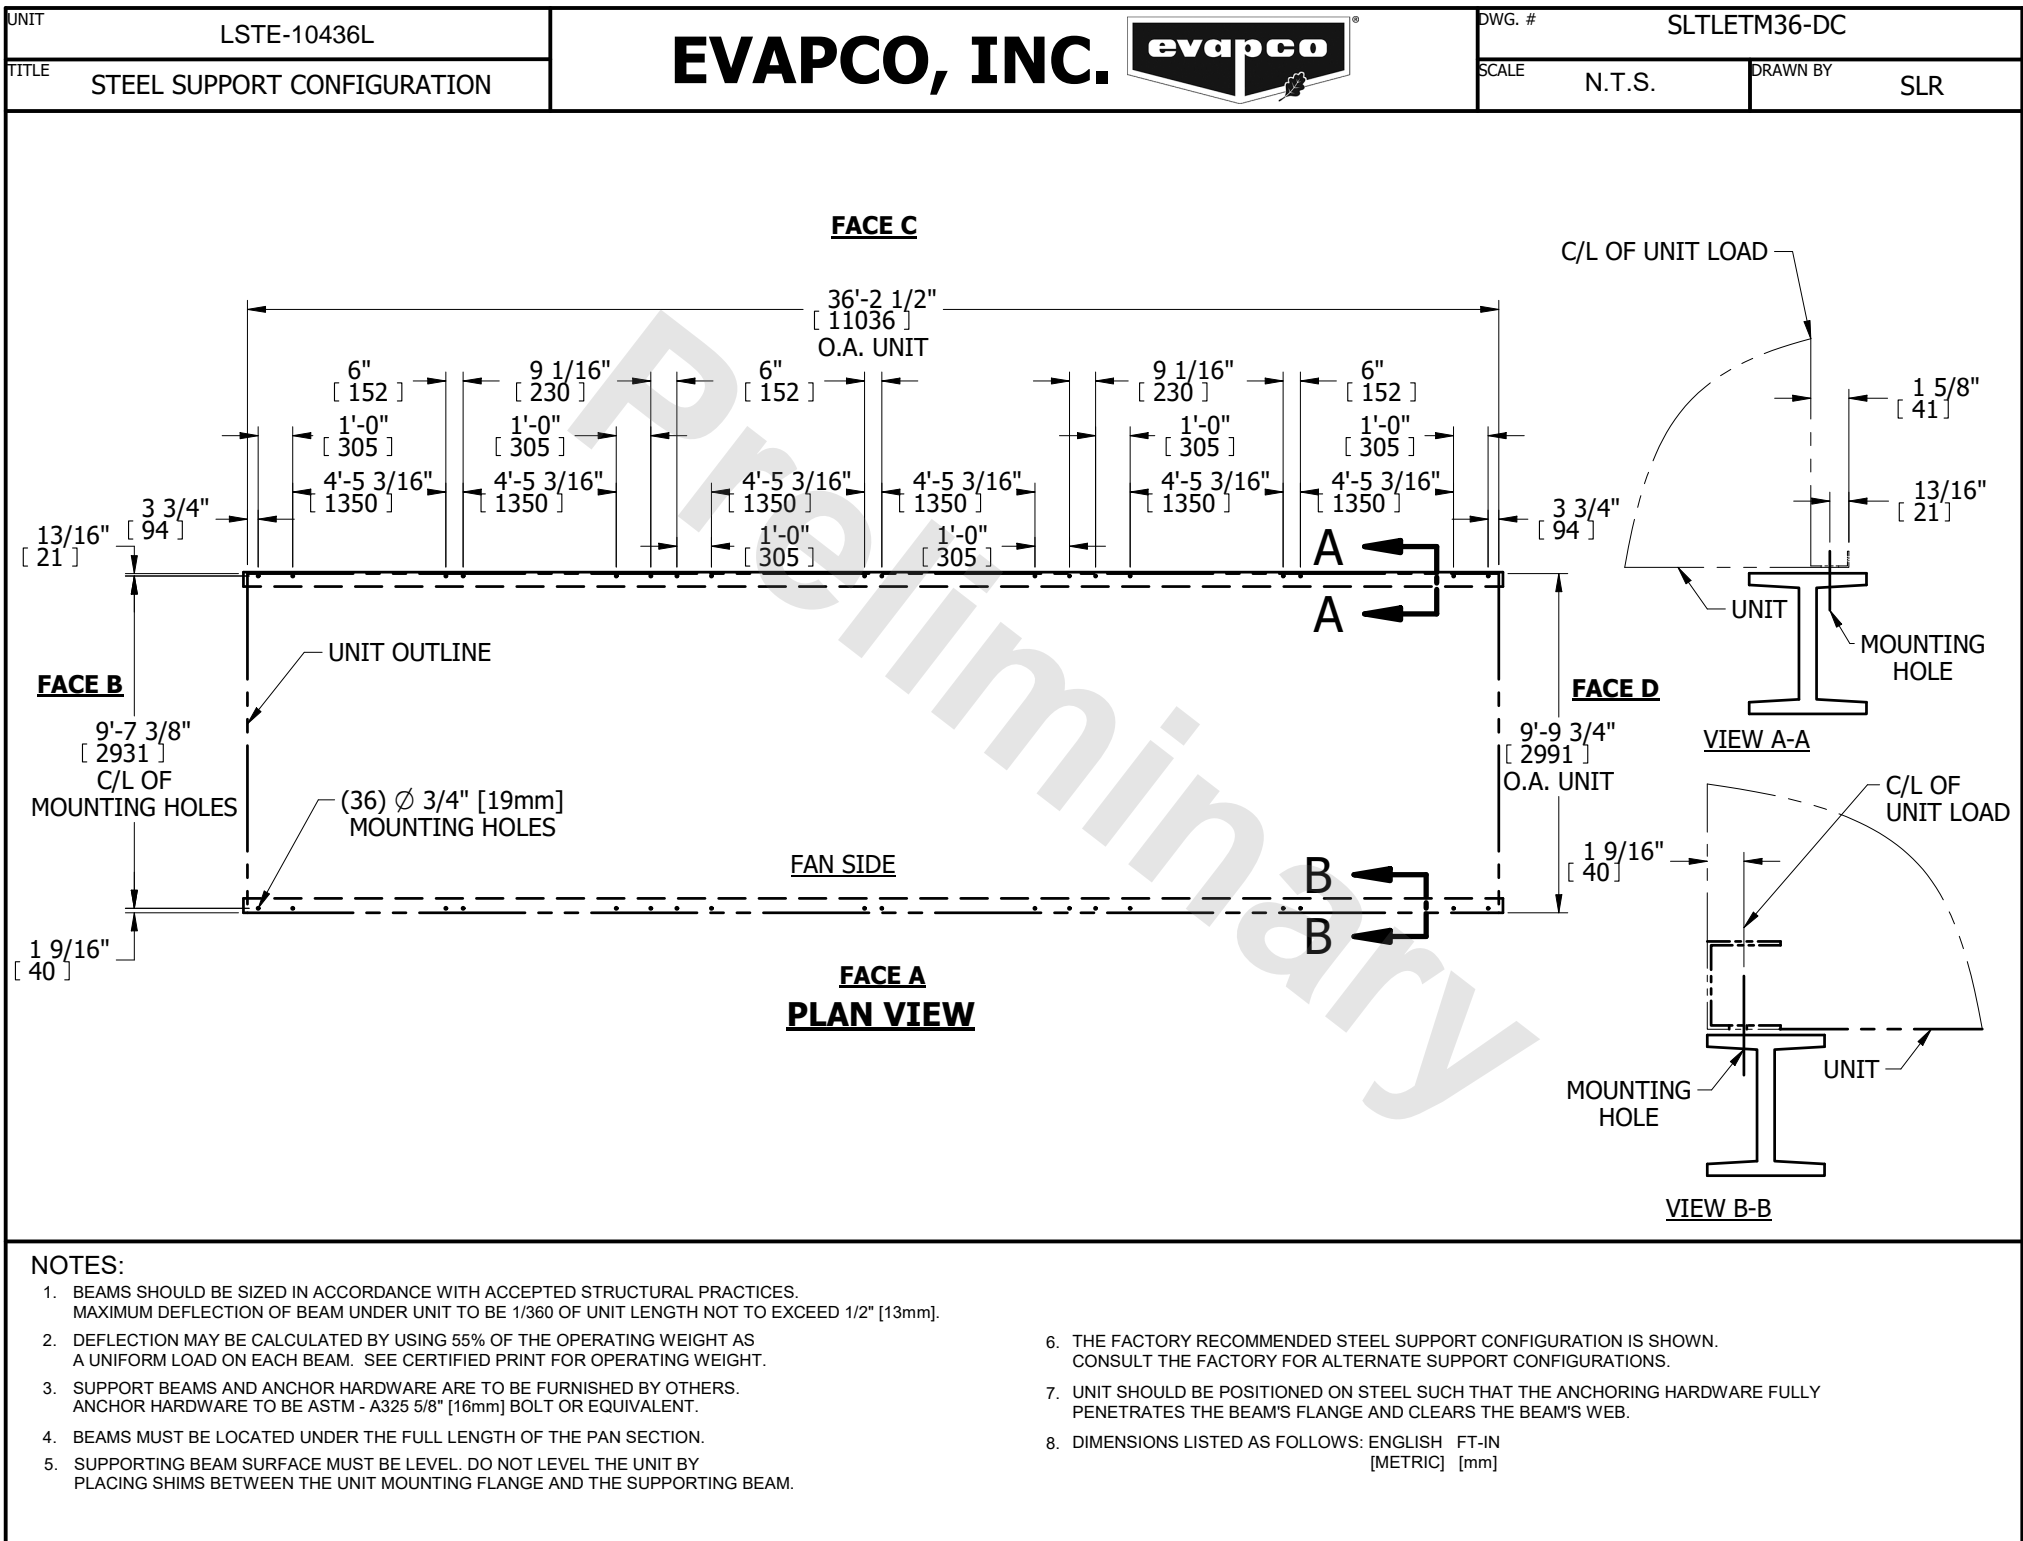 UNIT
LSTE-10436L
TITLE
STEEL SUPPORT CONFIGURATION
EVAPCO, INC.
evapco
®
DWG. #
SLTLETM36-DC
SCALE
N.T.S.
DRAWN BY
SLR
FACE C
36'-2 1/2"
[ 11036 ]
O.A. UNIT
6"
[ 152 ]
9 1/16"
[ 230 ]
6"
[ 152 ]
9 1/16"
[ 230 ]
6"
[ 152 ]
1'-0"
[ 305 ]
1'-0"
[ 305 ]
1'-0"
[ 305 ]
1'-0"
[ 305 ]
4'-5 3/16"
[ 1350 ]
4'-5 3/16"
[ 1350 ]
4'-5 3/16"
[ 1350 ]
4'-5 3/16"
[ 1350 ]
4'-5 3/16"
[ 1350 ]
4'-5 3/16"
[ 1350 ]
3 3/4"
[ 94 ]
3 3/4"
[ 94 ]
13/16"
[ 21 ]
1'-0"
[ 305 ]
1'-0"
[ 305 ]
A
A
UNIT OUTLINE
FACE B
9'-7 3/8"
[ 2931 ]
C/L OF
MOUNTING HOLES
(36) Ø 3/4" [19mm]
MOUNTING HOLES
FAN SIDE
FACE D
9'-9 3/4"
[ 2991 ]
O.A. UNIT
B
B
1 9/16"
[ 40 ]
FACE A
PLAN VIEW
Preliminary
C/L OF UNIT LOAD
1 5/8"
[ 41 ]
13/16"
[ 21 ]
UNIT
MOUNTING
HOLE
VIEW A-A
C/L OF
UNIT LOAD
1 9/16"
[ 40 ]
UNIT
MOUNTING
HOLE
VIEW B-B
NOTES:
1. BEAMS SHOULD BE SIZED IN ACCORDANCE WITH ACCEPTED STRUCTURAL PRACTICES.
MAXIMUM DEFLECTION OF BEAM UNDER UNIT TO BE 1/360 OF UNIT LENGTH NOT TO EXCEED 1/2" [13mm].
2. DEFLECTION MAY BE CALCULATED BY USING 55% OF THE OPERATING WEIGHT AS
A UNIFORM LOAD ON EACH BEAM. SEE CERTIFIED PRINT FOR OPERATING WEIGHT.
3. SUPPORT BEAMS AND ANCHOR HARDWARE ARE TO BE FURNISHED BY OTHERS.
ANCHOR HARDWARE TO BE ASTM - A325 5/8" [16mm] BOLT OR EQUIVALENT.
4. BEAMS MUST BE LOCATED UNDER THE FULL LENGTH OF THE PAN SECTION.
5. SUPPORTING BEAM SURFACE MUST BE LEVEL. DO NOT LEVEL THE UNIT BY
PLACING SHIMS BETWEEN THE UNIT MOUNTING FLANGE AND THE SUPPORTING BEAM.
6. THE FACTORY RECOMMENDED STEEL SUPPORT CONFIGURATION IS SHOWN.
CONSULT THE FACTORY FOR ALTERNATE SUPPORT CONFIGURATIONS.
7. UNIT SHOULD BE POSITIONED ON STEEL SUCH THAT THE ANCHORING HARDWARE FULLY
PENETRATES THE BEAM'S FLANGE AND CLEARS THE BEAM'S WEB.
8. DIMENSIONS LISTED AS FOLLOWS: ENGLISH FT-IN
[METRIC] [mm]